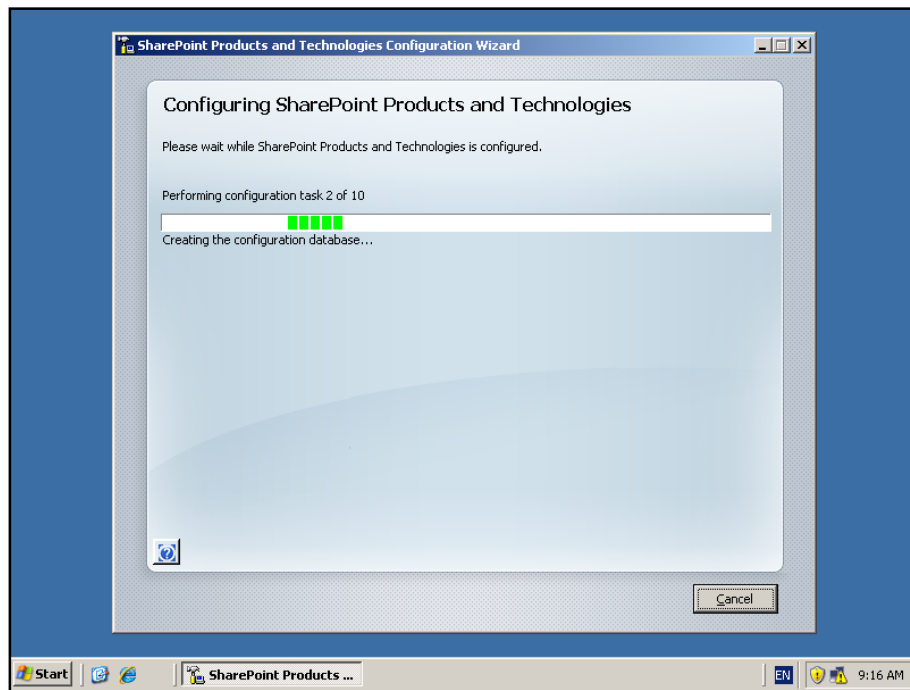 SharePoint Products and Technologies Configuration Wizard
Configuring SharePoint Products and Technologies
Please wait while SharePoint Products and Technologies is configured.
Performing configuration task 2 of 10
Creating the configuration database...
Cancel
Start
SharePoint Products ...
EN
9:16 AM